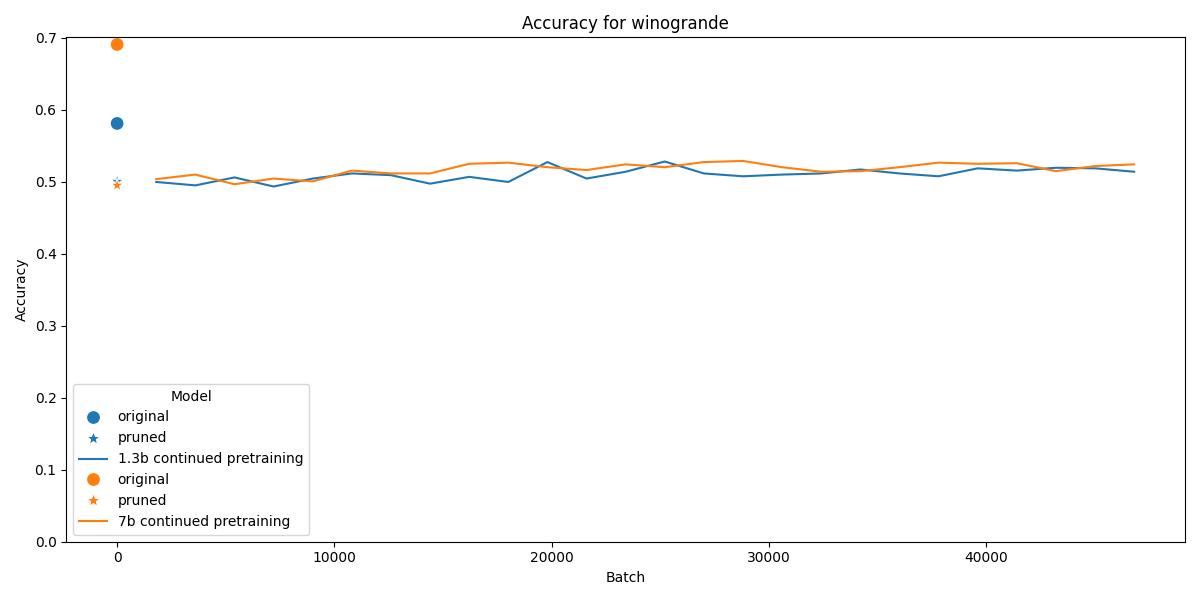 Accuracy for winogrande
0.7
0.6
0.5
0.4
0.3
0.2
0.1
0.0
Accuracy
Model
original
pruned
1.3b continued pretraining
original
pruned
7b continued pretraining
0 10000 20000 30000 40000
Batch